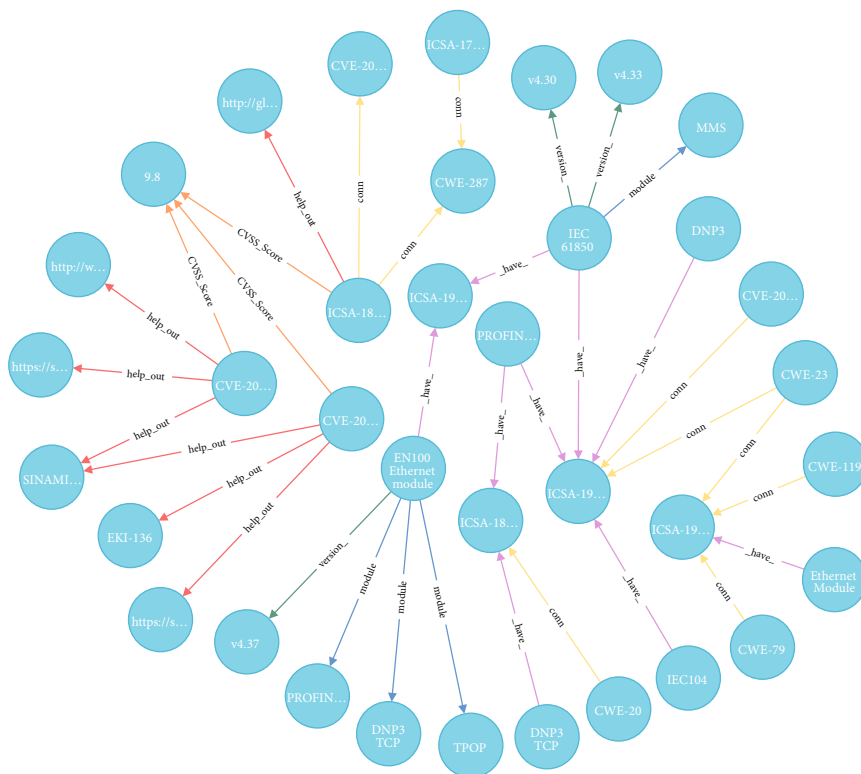 ICSA-17...
CVE-20...
v4.30
v4.33
http://gl...
MMS
conn
version_
version_
module
9.8
CWE-287
help_out
conn
DNP3
IEC
61850
CVSS_Score
conn
http://w...
_have_
CVE-20...
ICSA-18...
ICSA-19...
CVSS_Score
CVSS_Score
help_out
PROFIN...
_have_
_have_
https://s...
help_out
CVE-20...
CWE-23
_have_
conn
help_out
CVE-20...
_have_
_have_
conn
help_out
conn
EN100
Ethernet
module
CWE-119
SINAMI...
help_out
conn
ICSA-19...
ICSA-18...
ICSA-19...
EKI-136
help_out
version_
_have_
Ethernet
Module
module
module
module
conn
_have_
conn
_have_
https://s...
v4.37
CWE-79
PROFIN...
IEC104
CWE-20
DNP3
TCP
TPOP
DNP3
TCP